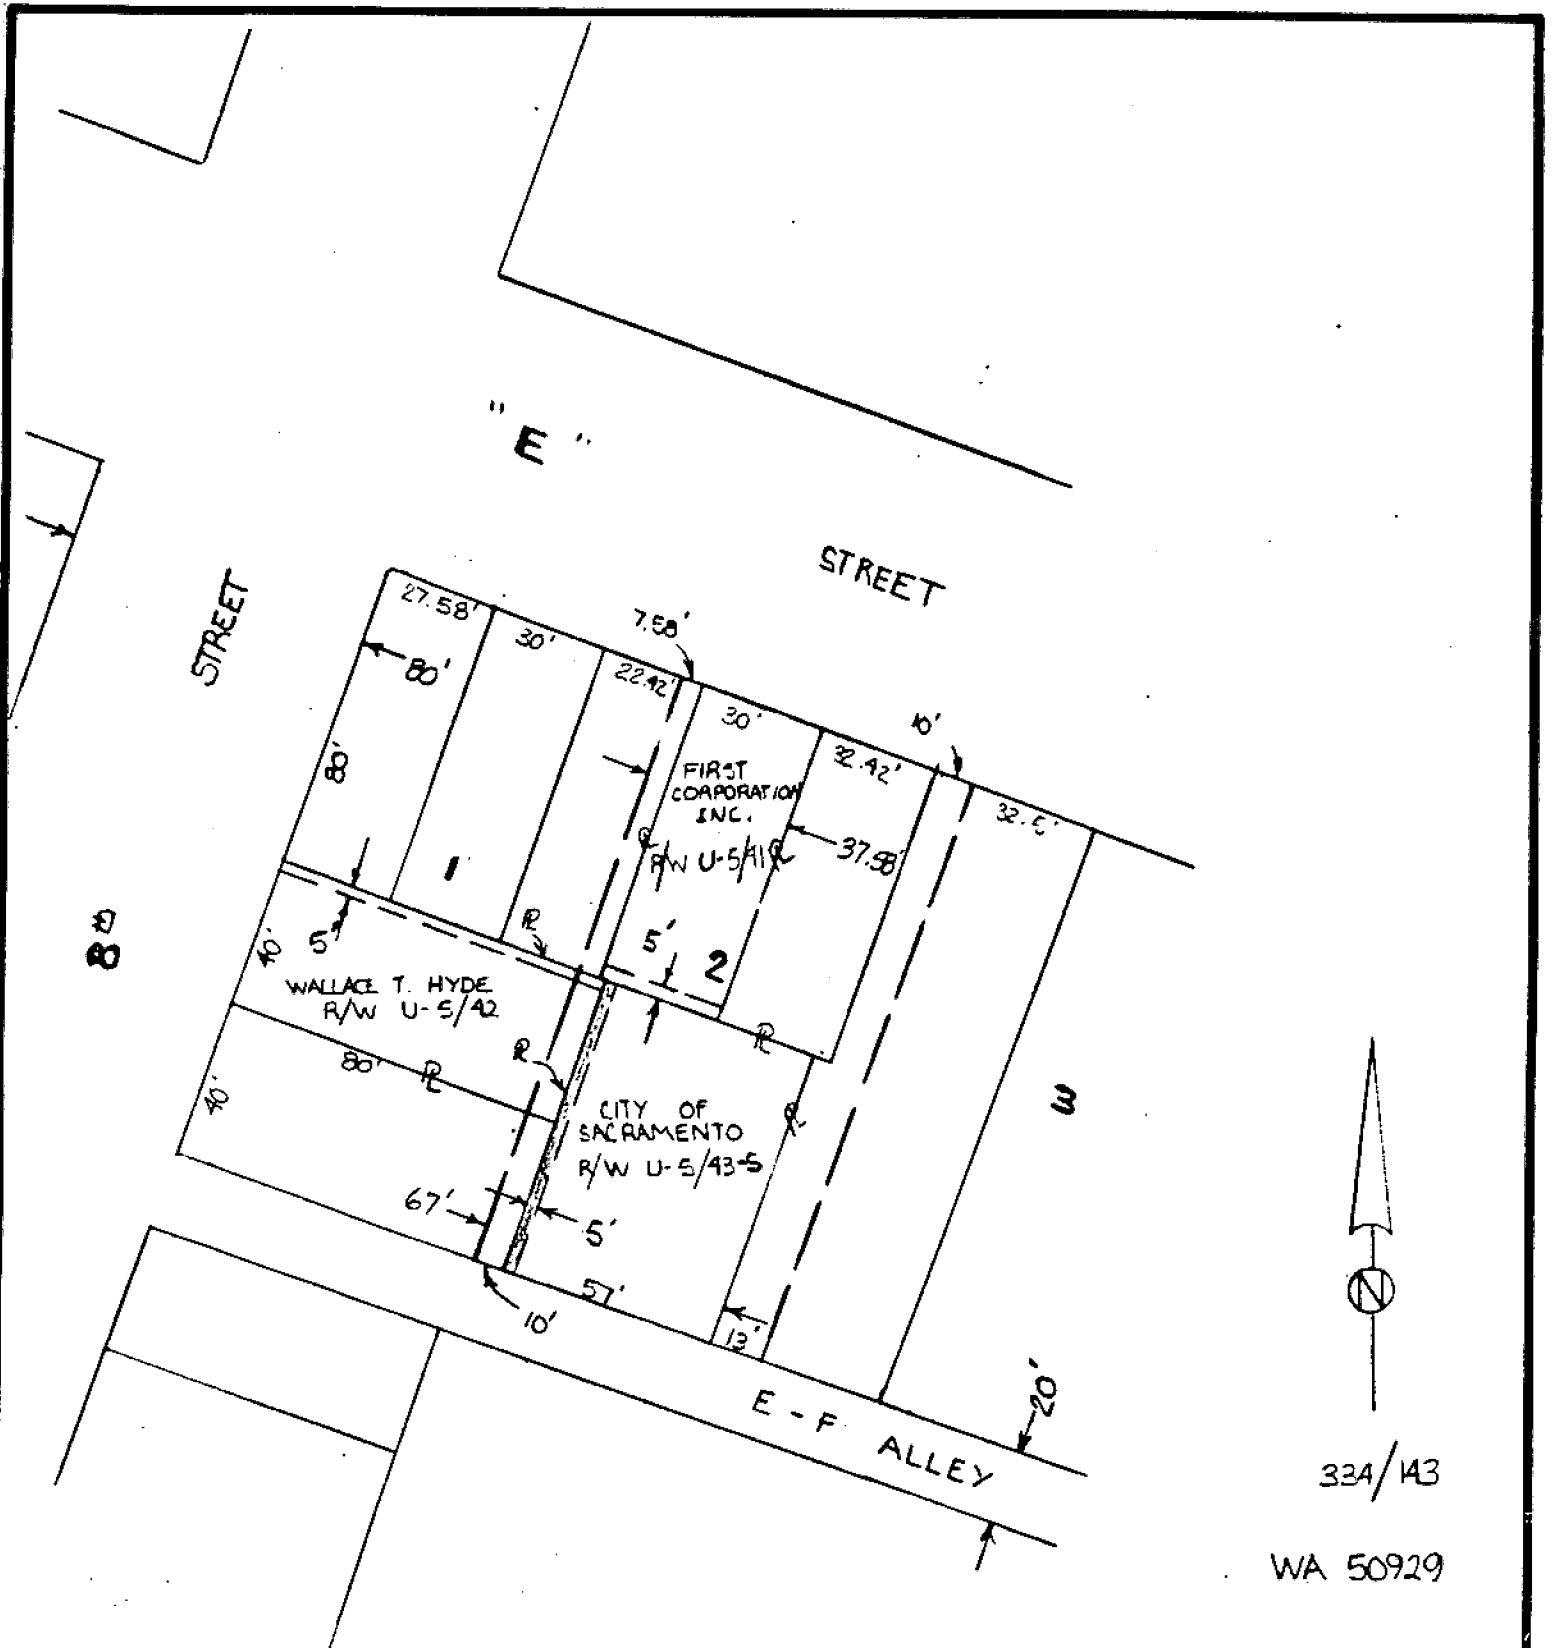 "E"
STREET
STREET
8TH
27.58'
30'
22.42'
7.58'
30'
32.42'
10'
32.5'
80'
80'
FIRST
CORPORATION
INC.
R/W U-5/41
37.58'
1
2
3
5'
5'
40'
WALLACE T. HYDE
R/W U-5/42
80'
40'
CITY OF
SACRAMENTO
R/W U-5/43-S
67'
5'
57'
10'
13'
20'
E-F ALLEY
N
334/143
WA 50929